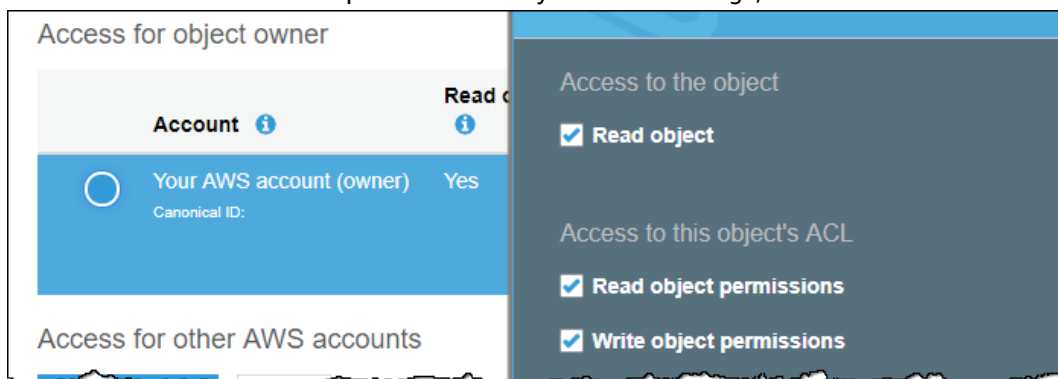 Access for object owner
Account
Read
Your AWS account (owner)
Yes
Canonical ID:
Access for other AWS accounts
Access to the object
Read object
Access to this object's ACL
Read object permissions
Write object permissions